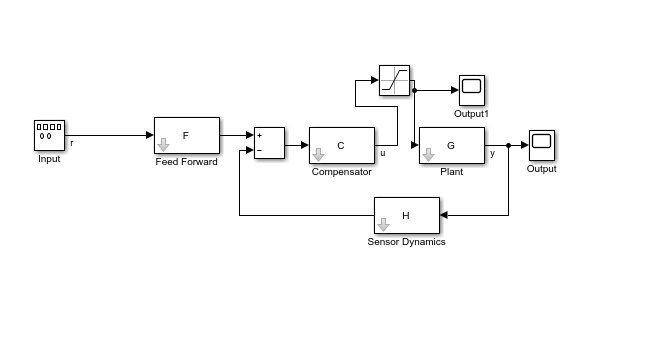 Output1
F
+
−
C
G
Input
r
Feed Forward
Compensator
u
Plant
y
Output
H
Sensor Dynamics